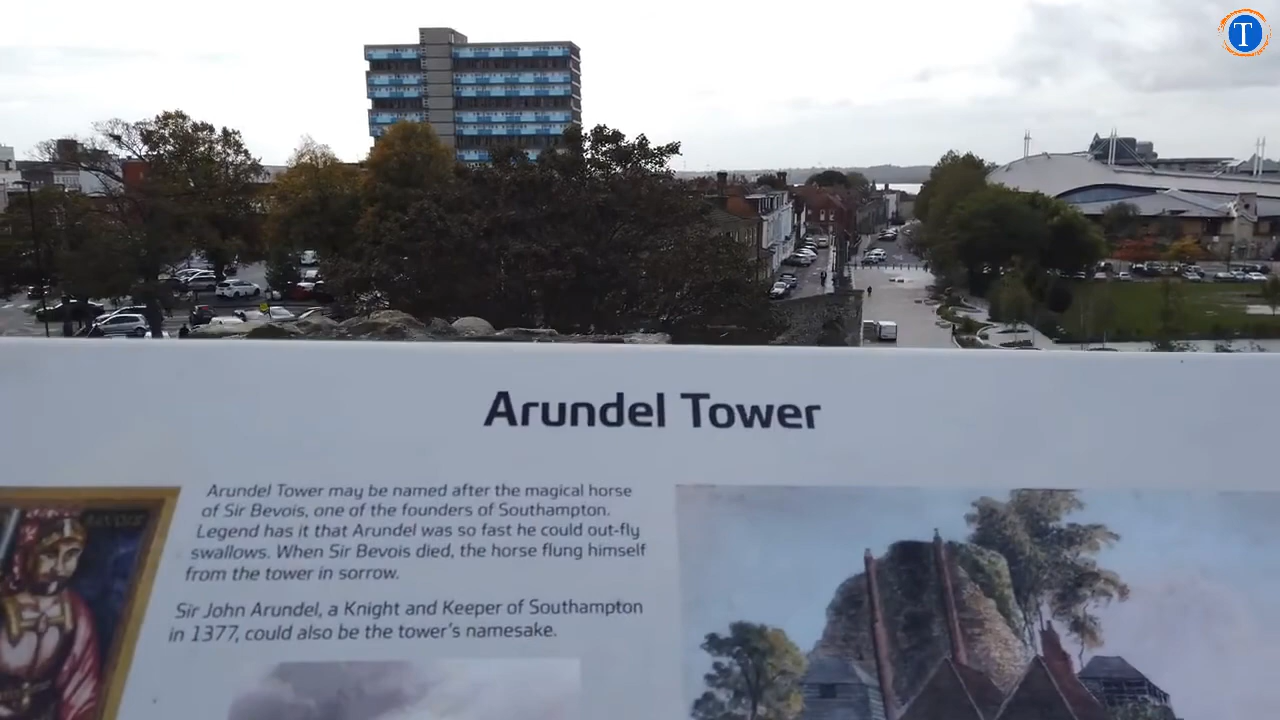 T
Arundel Tower
Arundel Tower may be named after the magical horse
of Sir Bevois, one of the founders of Southampton.
Legend has it that Arundel was so fast he could out-fly
swallows. When Sir Bevois died, the horse flung himself
from the tower in sorrow.
Sir John Arundel, a Knight and Keeper of Southampton
in 1377, could also be the tower's namesake.